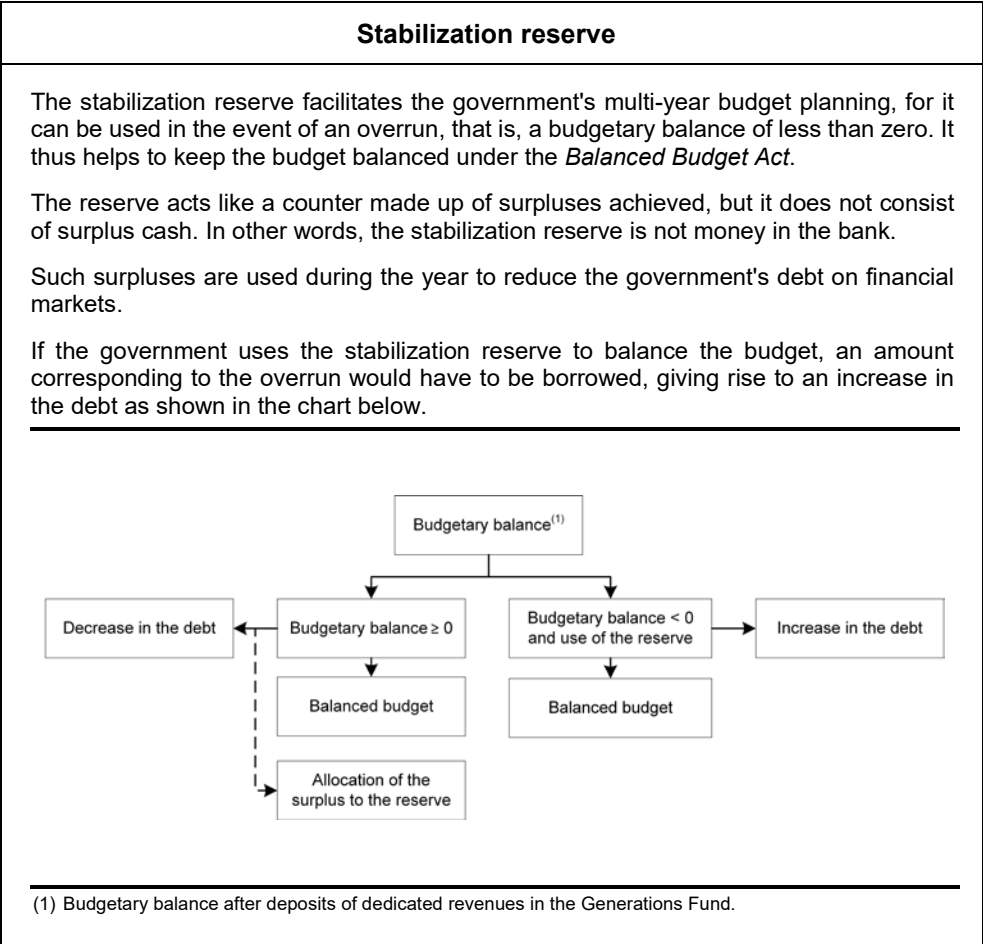 Stabilization reserve
The stabilization reserve facilitates the government's multi-year budget planning, for it
can be used in the event of an overrun, that is, a budgetary balance of less than zero. It
thus helps to keep the budget balanced under the Balanced Budget Act.
The reserve acts like a counter made up of surpluses achieved, but it does not consist
of surplus cash. In other words, the stabilization reserve is not money in the bank.
Such surpluses are used during the year to reduce the government's debt on financial
markets.
If the government uses the stabilization reserve to balance the budget, an amount
corresponding to the overrun would have to be borrowed, giving rise to an increase in
the debt as shown in the chart below.
Budgetary balance(1)
Decrease in the debt
Budgetary balance ≥ 0
Budgetary balance < 0
and use of the reserve
Increase in the debt
Balanced budget
Balanced budget
Allocation of the
surplus to the reserve
(1) Budgetary balance after deposits of dedicated revenues in the Generations Fund.